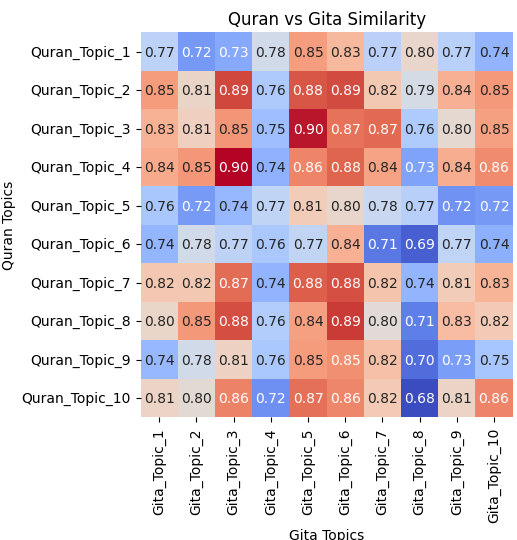 Quran vs Gita Similarity
Quran_Topic_1 0.77 0.72 0.73 0.78 0.85 0.83 0.77 0.80 0.77 0.74
Quran_Topic_2 0.85 0.81 0.89 0.76 0.88 0.89 0.82 0.79 0.84 0.85
Quran_Topic_3 0.83 0.81 0.85 0.75 0.90 0.87 0.87 0.76 0.80 0.85
Quran_Topic_4 0.84 0.85 0.90 0.74 0.86 0.88 0.84 0.73 0.84 0.86
Quran_Topic_5 0.76 0.72 0.74 0.77 0.81 0.80 0.78 0.77 0.72 0.72
Quran_Topic_6 0.74 0.78 0.77 0.76 0.77 0.84 0.71 0.69 0.77 0.74
Quran_Topic_7 0.82 0.82 0.87 0.74 0.88 0.88 0.82 0.74 0.81 0.83
Quran_Topic_8 0.80 0.85 0.88 0.76 0.84 0.89 0.80 0.71 0.83 0.82
Quran_Topic_9 0.74 0.78 0.81 0.76 0.85 0.85 0.82 0.70 0.73 0.75
Quran_Topic_10 0.81 0.80 0.86 0.72 0.87 0.86 0.82 0.68 0.81 0.86
Quran Topics
Gita_Topic_1
Gita_Topic_2
Gita_Topic_3
Gita_Topic_4
Gita_Topic_5
Gita_Topic_6
Gita_Topic_7
Gita_Topic_8
Gita_Topic_9
Gita_Topic_10
Gita Topics